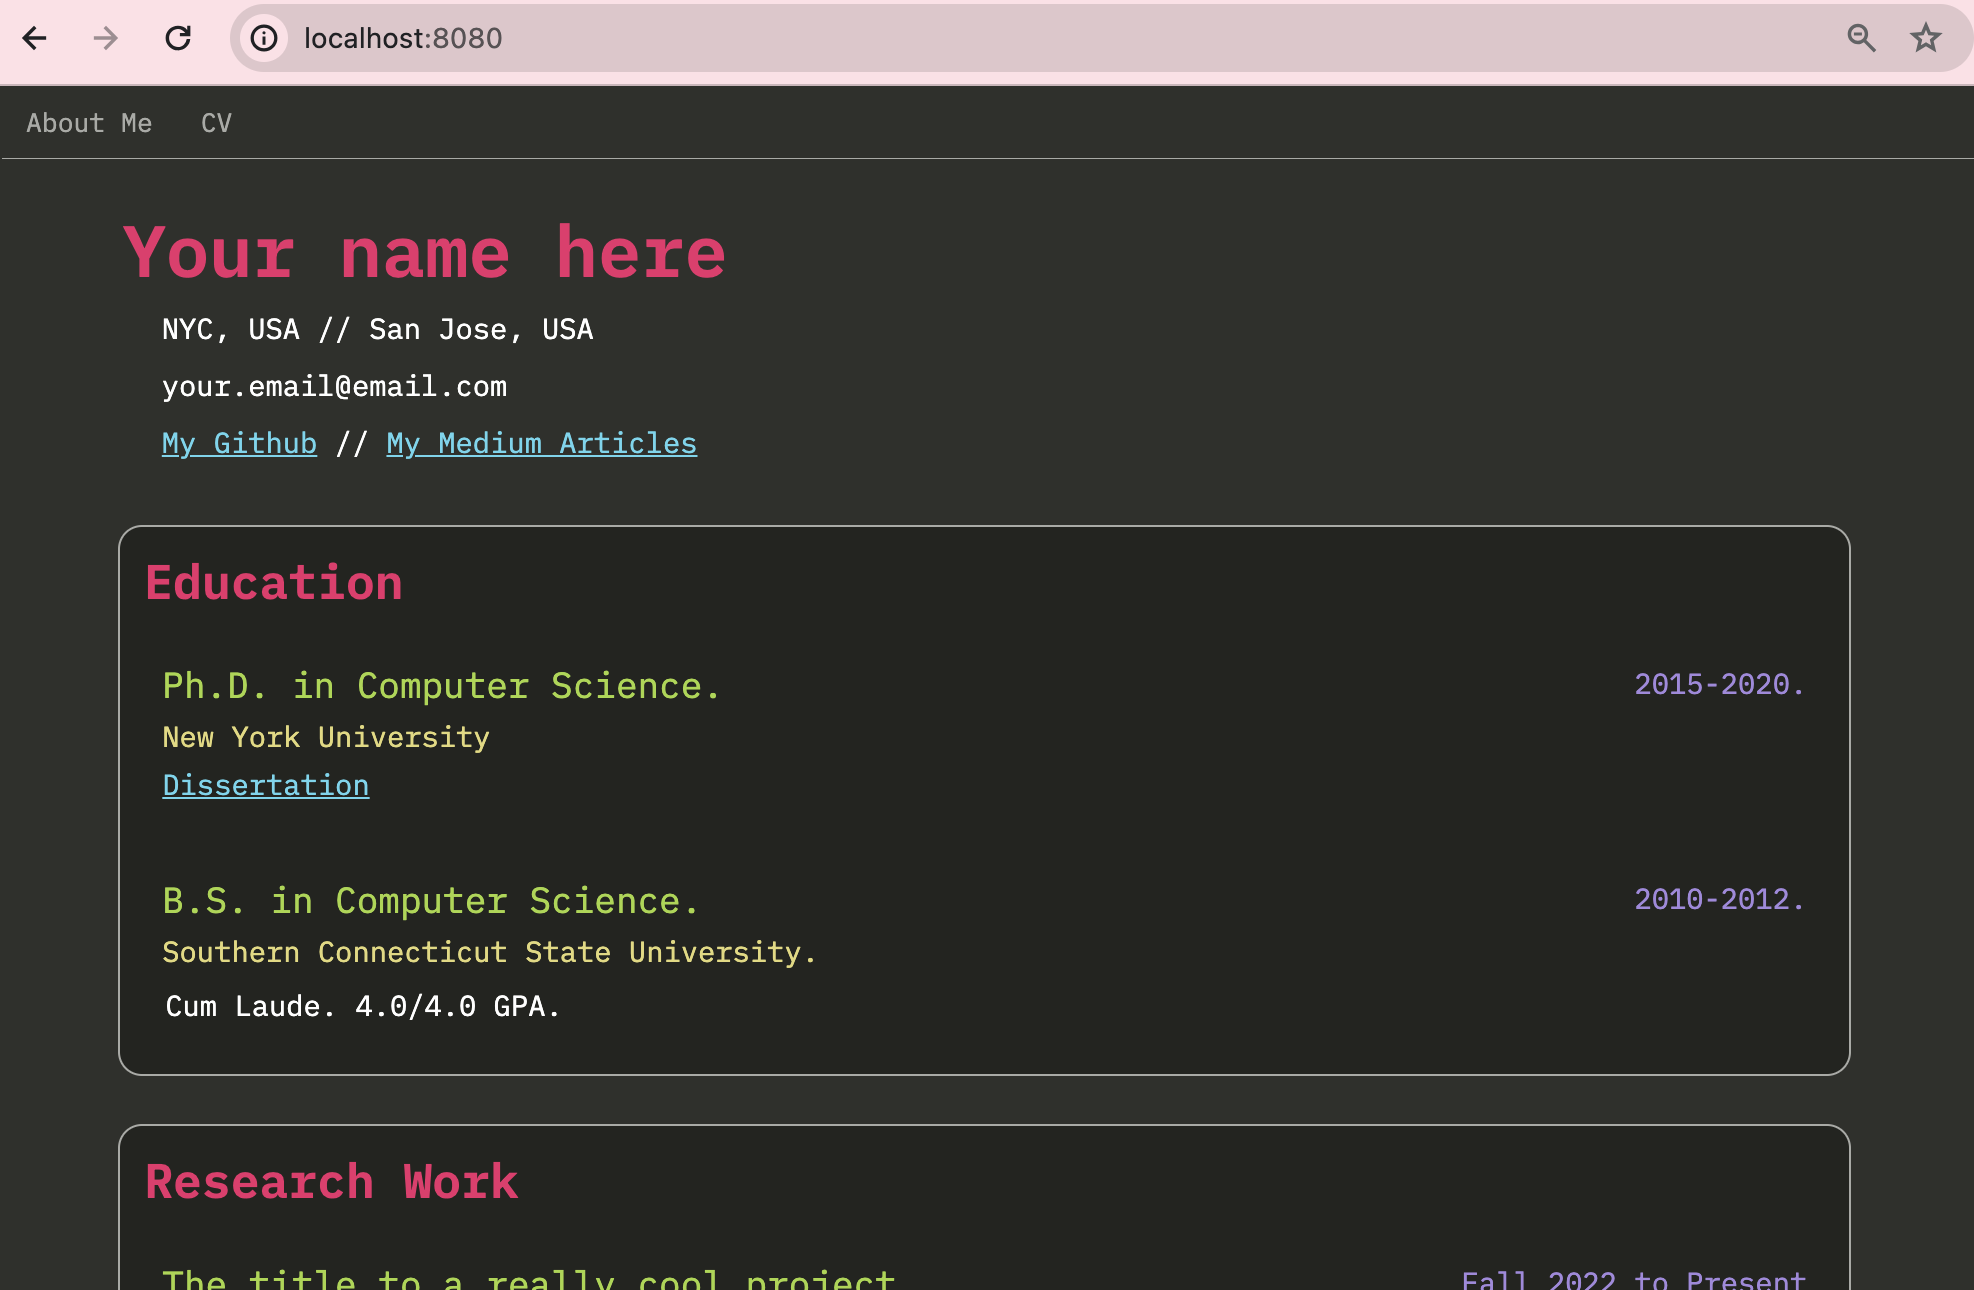 localhost:8080
About Me CV
Your name here
NYC, USA // San Jose, USA
your.email@email.com
My Github // My Medium Articles
Education
Ph.D. in Computer Science. 2015-2020.
New York University
Dissertation
B.S. in Computer Science. 2010-2012.
Southern Connecticut State University.
Cum Laude. 4.0/4.0 GPA.
Research Work
The title to a really cool project Fall 2022 to Present